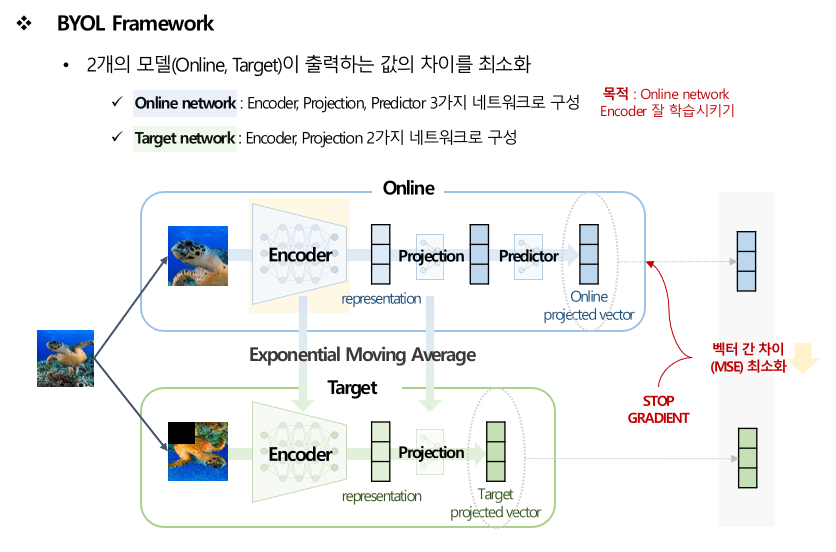 ❖ BYOL Framework
• 2개의 모델(Online, Target)이 출력하는 값의 차이를 최소화
✓ Online network : Encoder, Projection, Predictor 3가지 네트워크로 구성
목적 : Online network
Encoder 잘 학습시키기
✓ Target network : Encoder, Projection 2가지 네트워크로 구성
Online
Encoder
Projection
Predictor
representation
Online
projected vector
Exponential Moving Average
벡터 간 차이
(MSE) 최소화
Target
STOP
GRADIENT
Encoder
Projection
representation
Target
projected vector